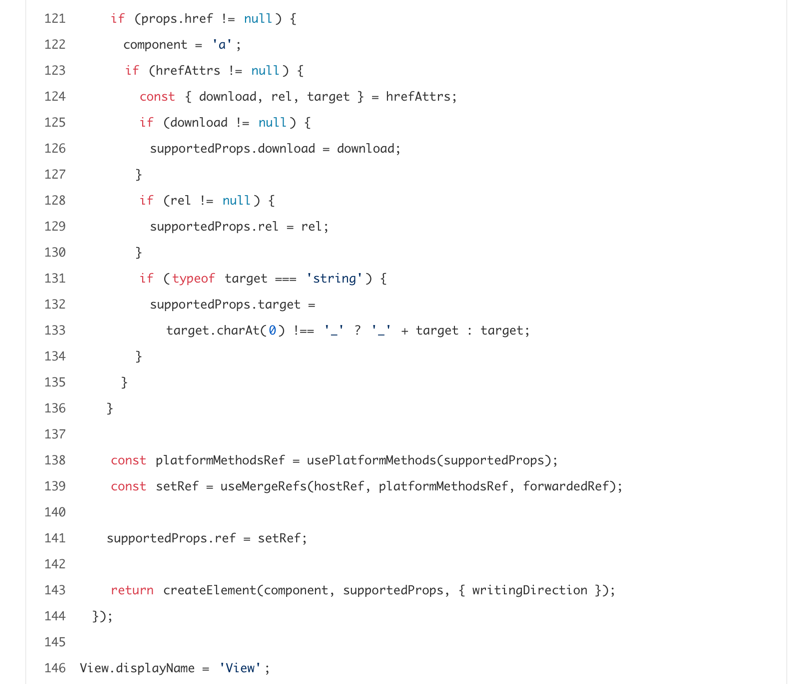 121 if (props.href != null) {
122 component = 'a';
123 if (hrefAttrs != null) {
124 const { download, rel, target } = hrefAttrs;
125 if (download != null) {
126 supportedProps.download = download;
127 }
128 if (rel != null) {
129 supportedProps.rel = rel;
130 }
131 if (typeof target === 'string') {
132 supportedProps.target =
133 target.charAt(0) !== '_' ? '_' + target : target;
134 }
135 }
136 }
137
138 const platformMethodsRef = usePlatformMethods(supportedProps);
139 const setRef = useMergeRefs(hostRef, platformMethodsRef, forwardedRef);
140
141 supportedProps.ref = setRef;
142
143 return createElement(component, supportedProps, { writingDirection });
144 });
145
146 View.displayName = 'View';